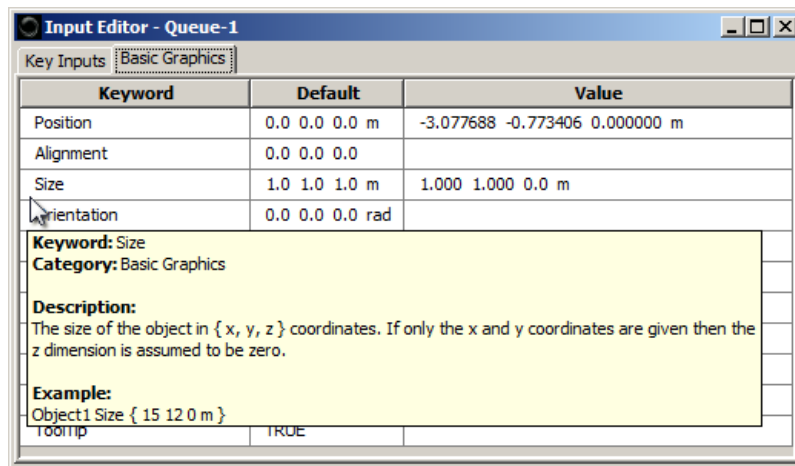 Input Editor - Queue-1
Key Inputs Basic Graphics
Keyword Default Value
Position 0.0 0.0 0.0 m -3.077688 -0.773406 0.000000 m
Alignment 0.0 0.0 0.0
Size 1.0 1.0 1.0 m 1.000 1.000 0.0 m
rientation 0.0 0.0 0.0 rad
Keyword: Size
Category: Basic Graphics
Description:
The size of the object in { x, y, z } coordinates. If only the x and y coordinates are given then the
z dimension is assumed to be zero.
Example:
Object1 Size { 15 12 0 m }
ToolTip TRUE